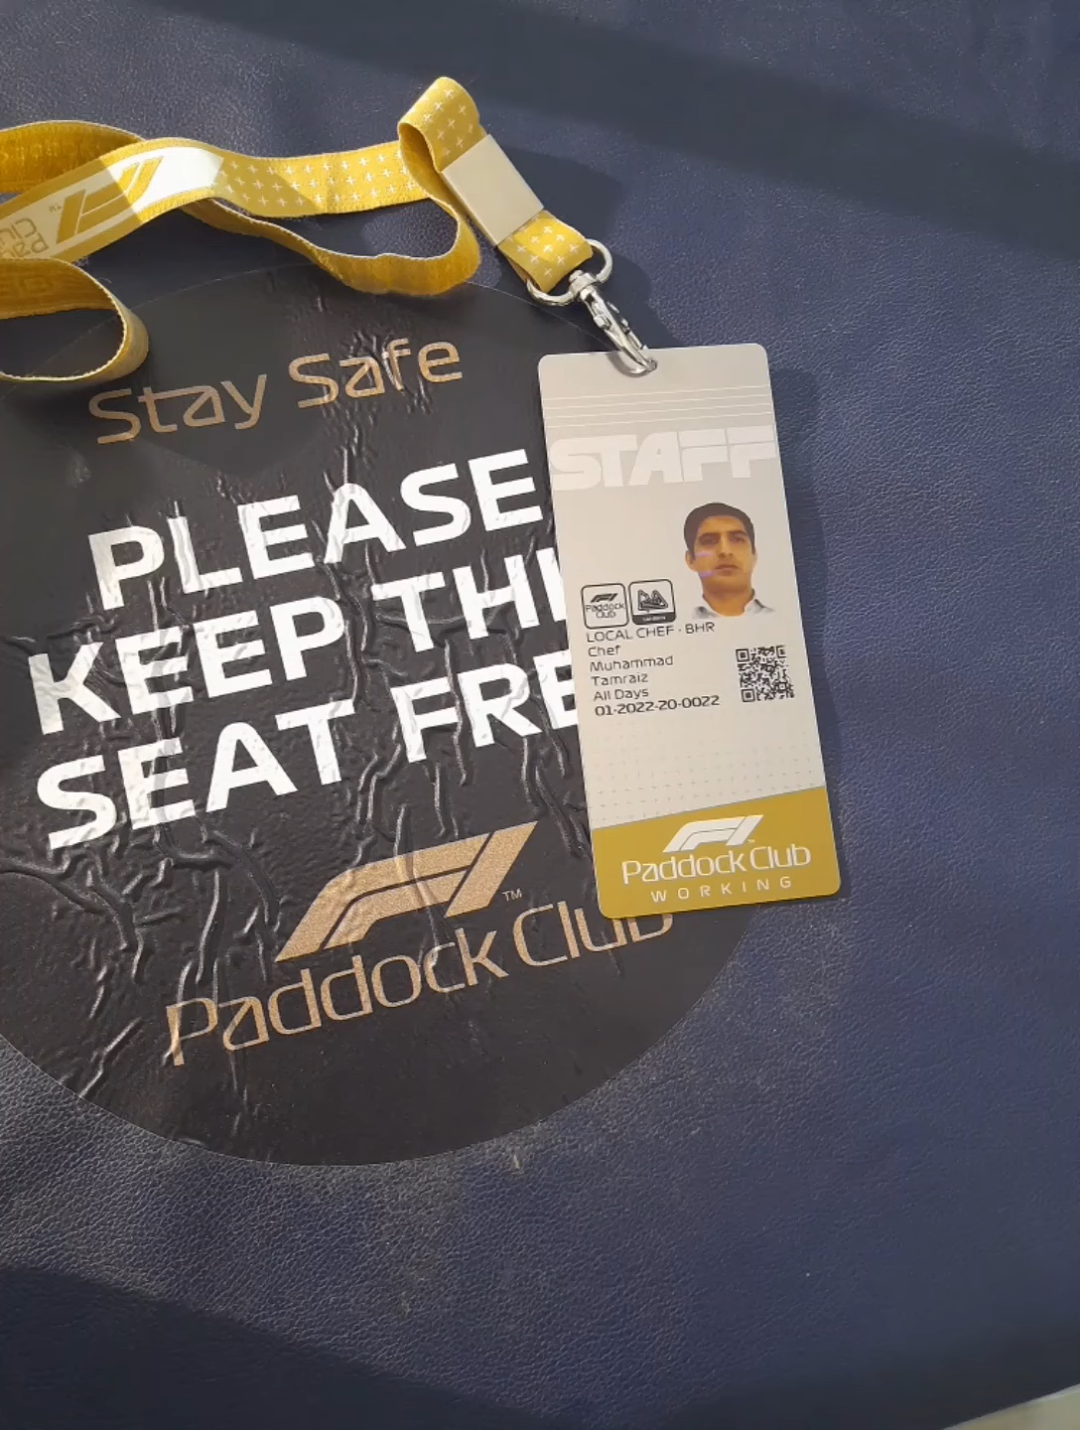 Stay Safe
PLEASE
KEEP THI
SEAT FRE
F1™
Paddock Club
STAFF
Paddock
Club
LOCAL CHEF · BHR
Chef
Muhammad
Tamraiz
All Days
01-2022-20-0022
F1
Paddock Club
WORKING